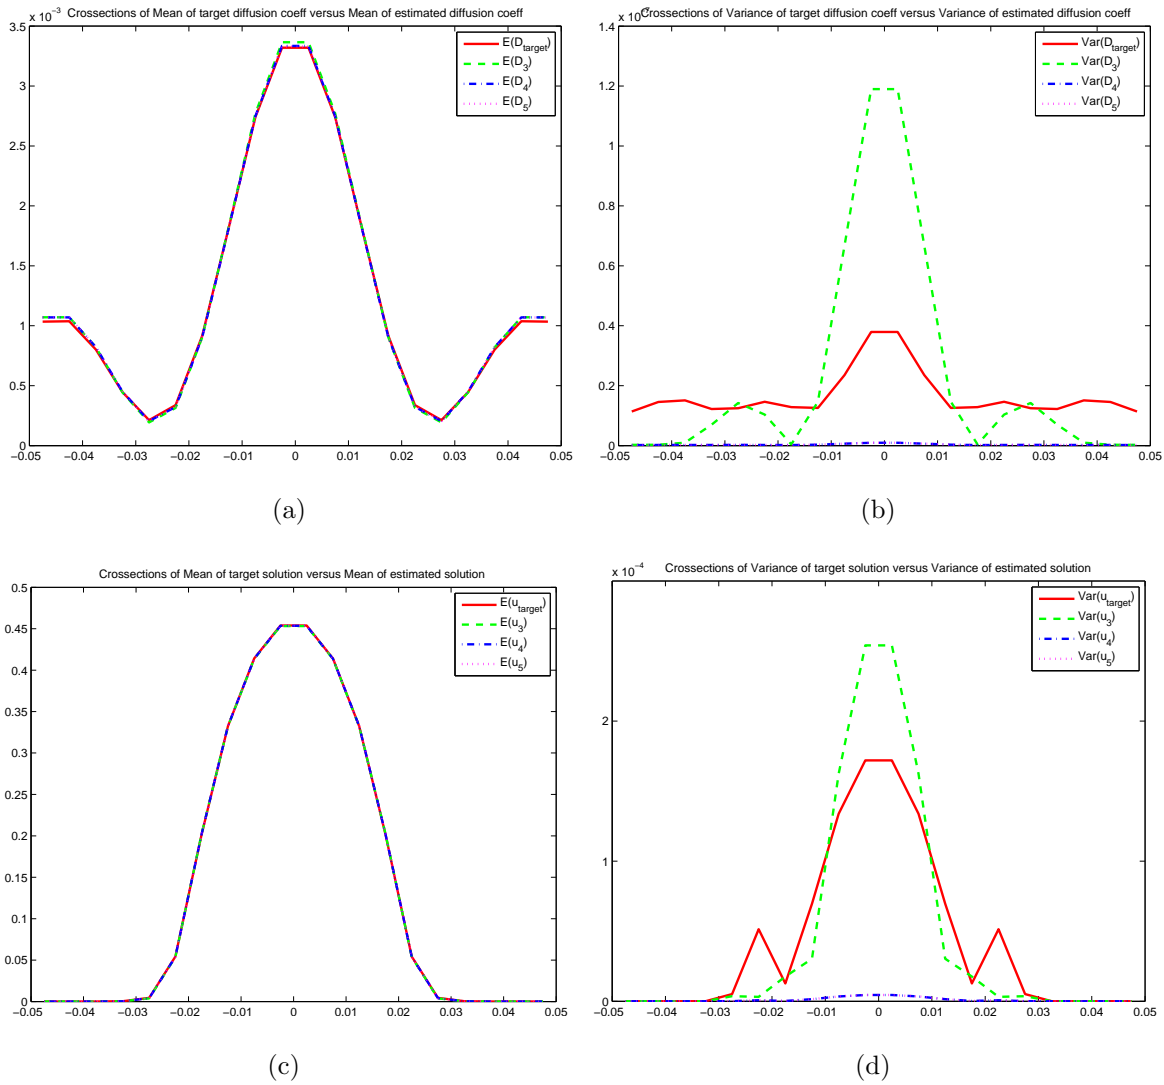 Crossections of Mean of target diffusion coeff versus Mean of estimated diffusion coeff
x 10⁻³
3.5
3
2.5
2
1.5
1
0.5
0
−0.05 −0.04 −0.03 −0.02 −0.01 0 0.01 0.02 0.03 0.04 0.05
E(D_target)
E(D_3)
E(D_4)
E(D_5)
(a)
Crossections of Variance of target diffusion coeff versus Variance of estimated diffusion coeff
1.4
1.2
1
0.8
0.6
0.4
0.2
0
−0.05 −0.04 −0.03 −0.02 −0.01 0 0.01 0.02 0.03 0.04 0.05
Var(D_target)
Var(D_3)
Var(D_4)
Var(D_5)
(b)
Crossections of Mean of target solution versus Mean of estimated solution
0.5
0.45
0.4
0.35
0.3
0.25
0.2
0.15
0.1
0.05
0
−0.05 −0.04 −0.03 −0.02 −0.01 0 0.01 0.02 0.03 0.04 0.05
E(u_target)
E(u_3)
E(u_4)
E(u_5)
(c)
Crossections of Variance of target solution versus Variance of estimated solution
x 10⁻⁴
2
1
0
−0.05 −0.04 −0.03 −0.02 −0.01 0 0.01 0.02 0.03 0.04 0.05
Var(u_target)
Var(u_3)
Var(u_4)
Var(u_5)
(d)